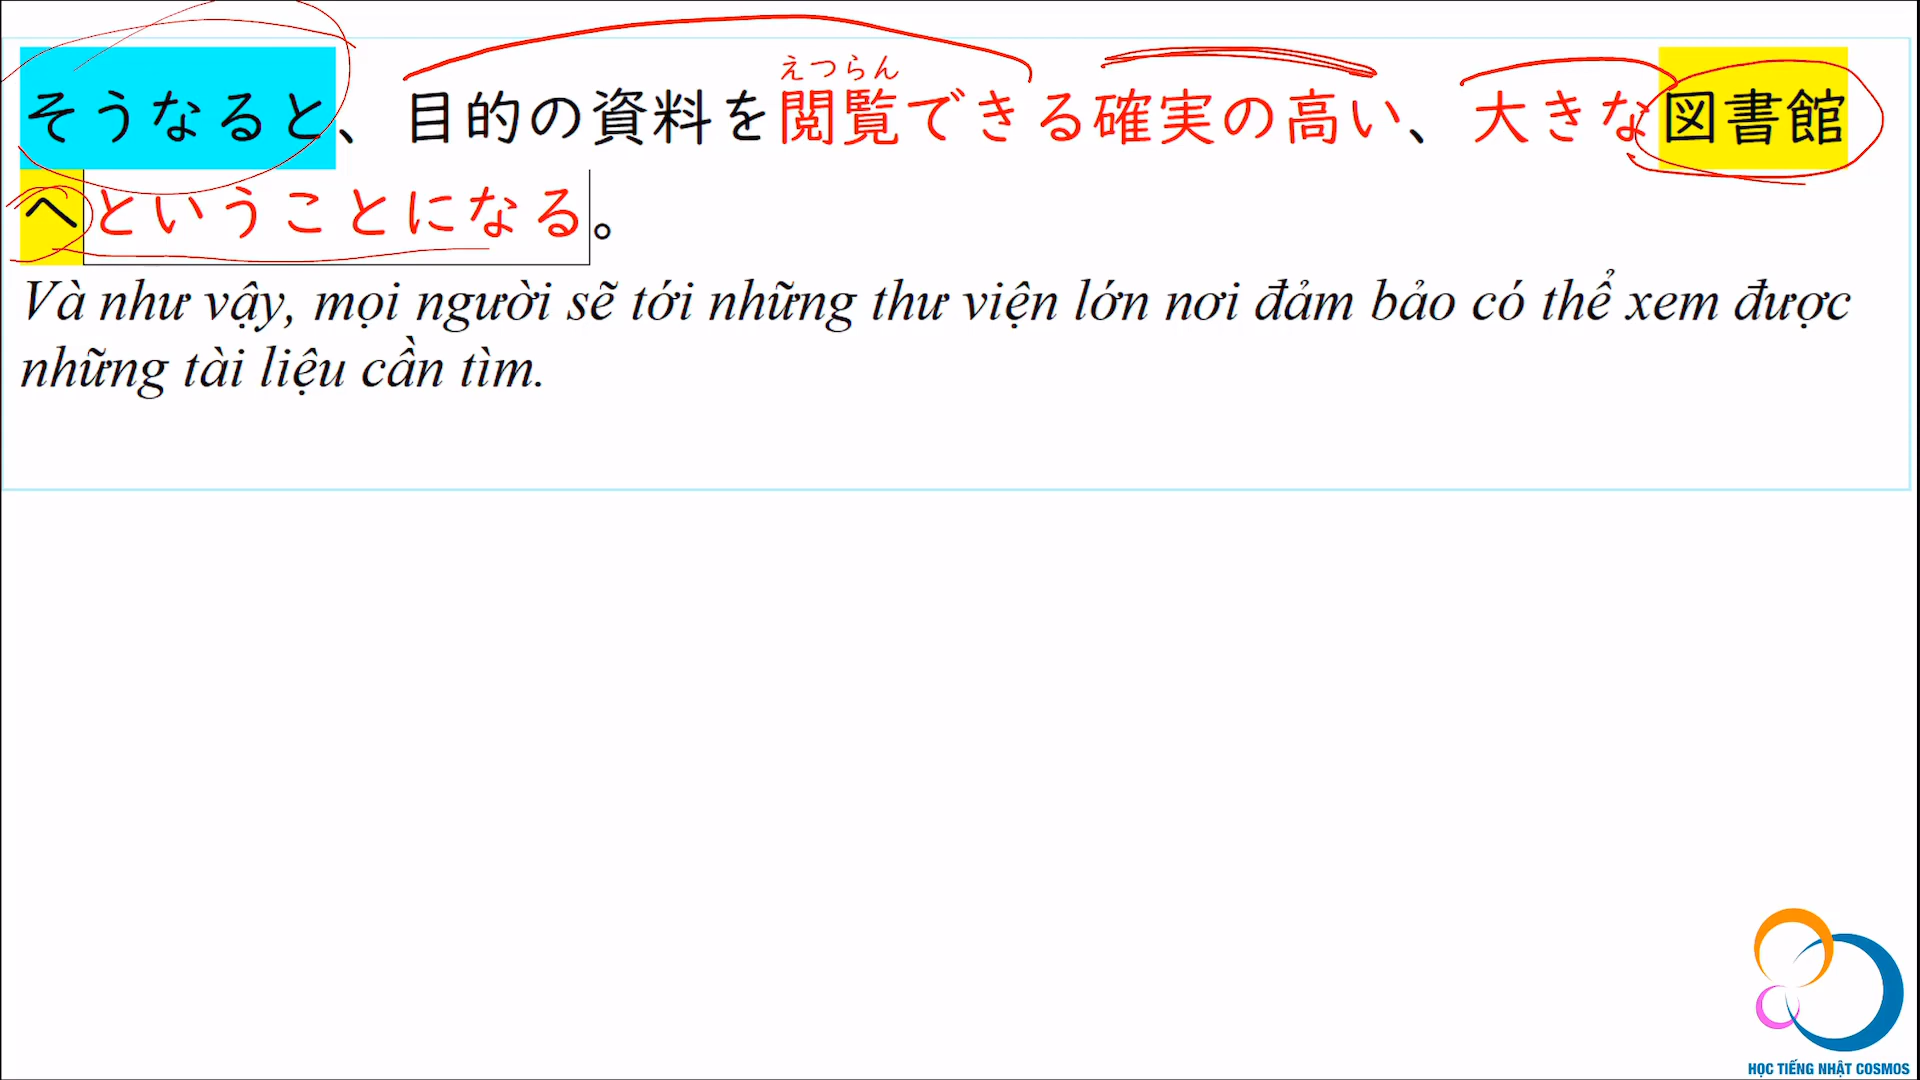 えつらん
そうなると、目的の資料を閲覧できる確実の高い、大きな図書館
へということになる。
Và như vậy, mọi người sẽ tới những thư viện lớn nơi đảm bảo có thể xem được
những tài liệu cần tìm.
HỌC TIẾNG NHẬT COSMOS